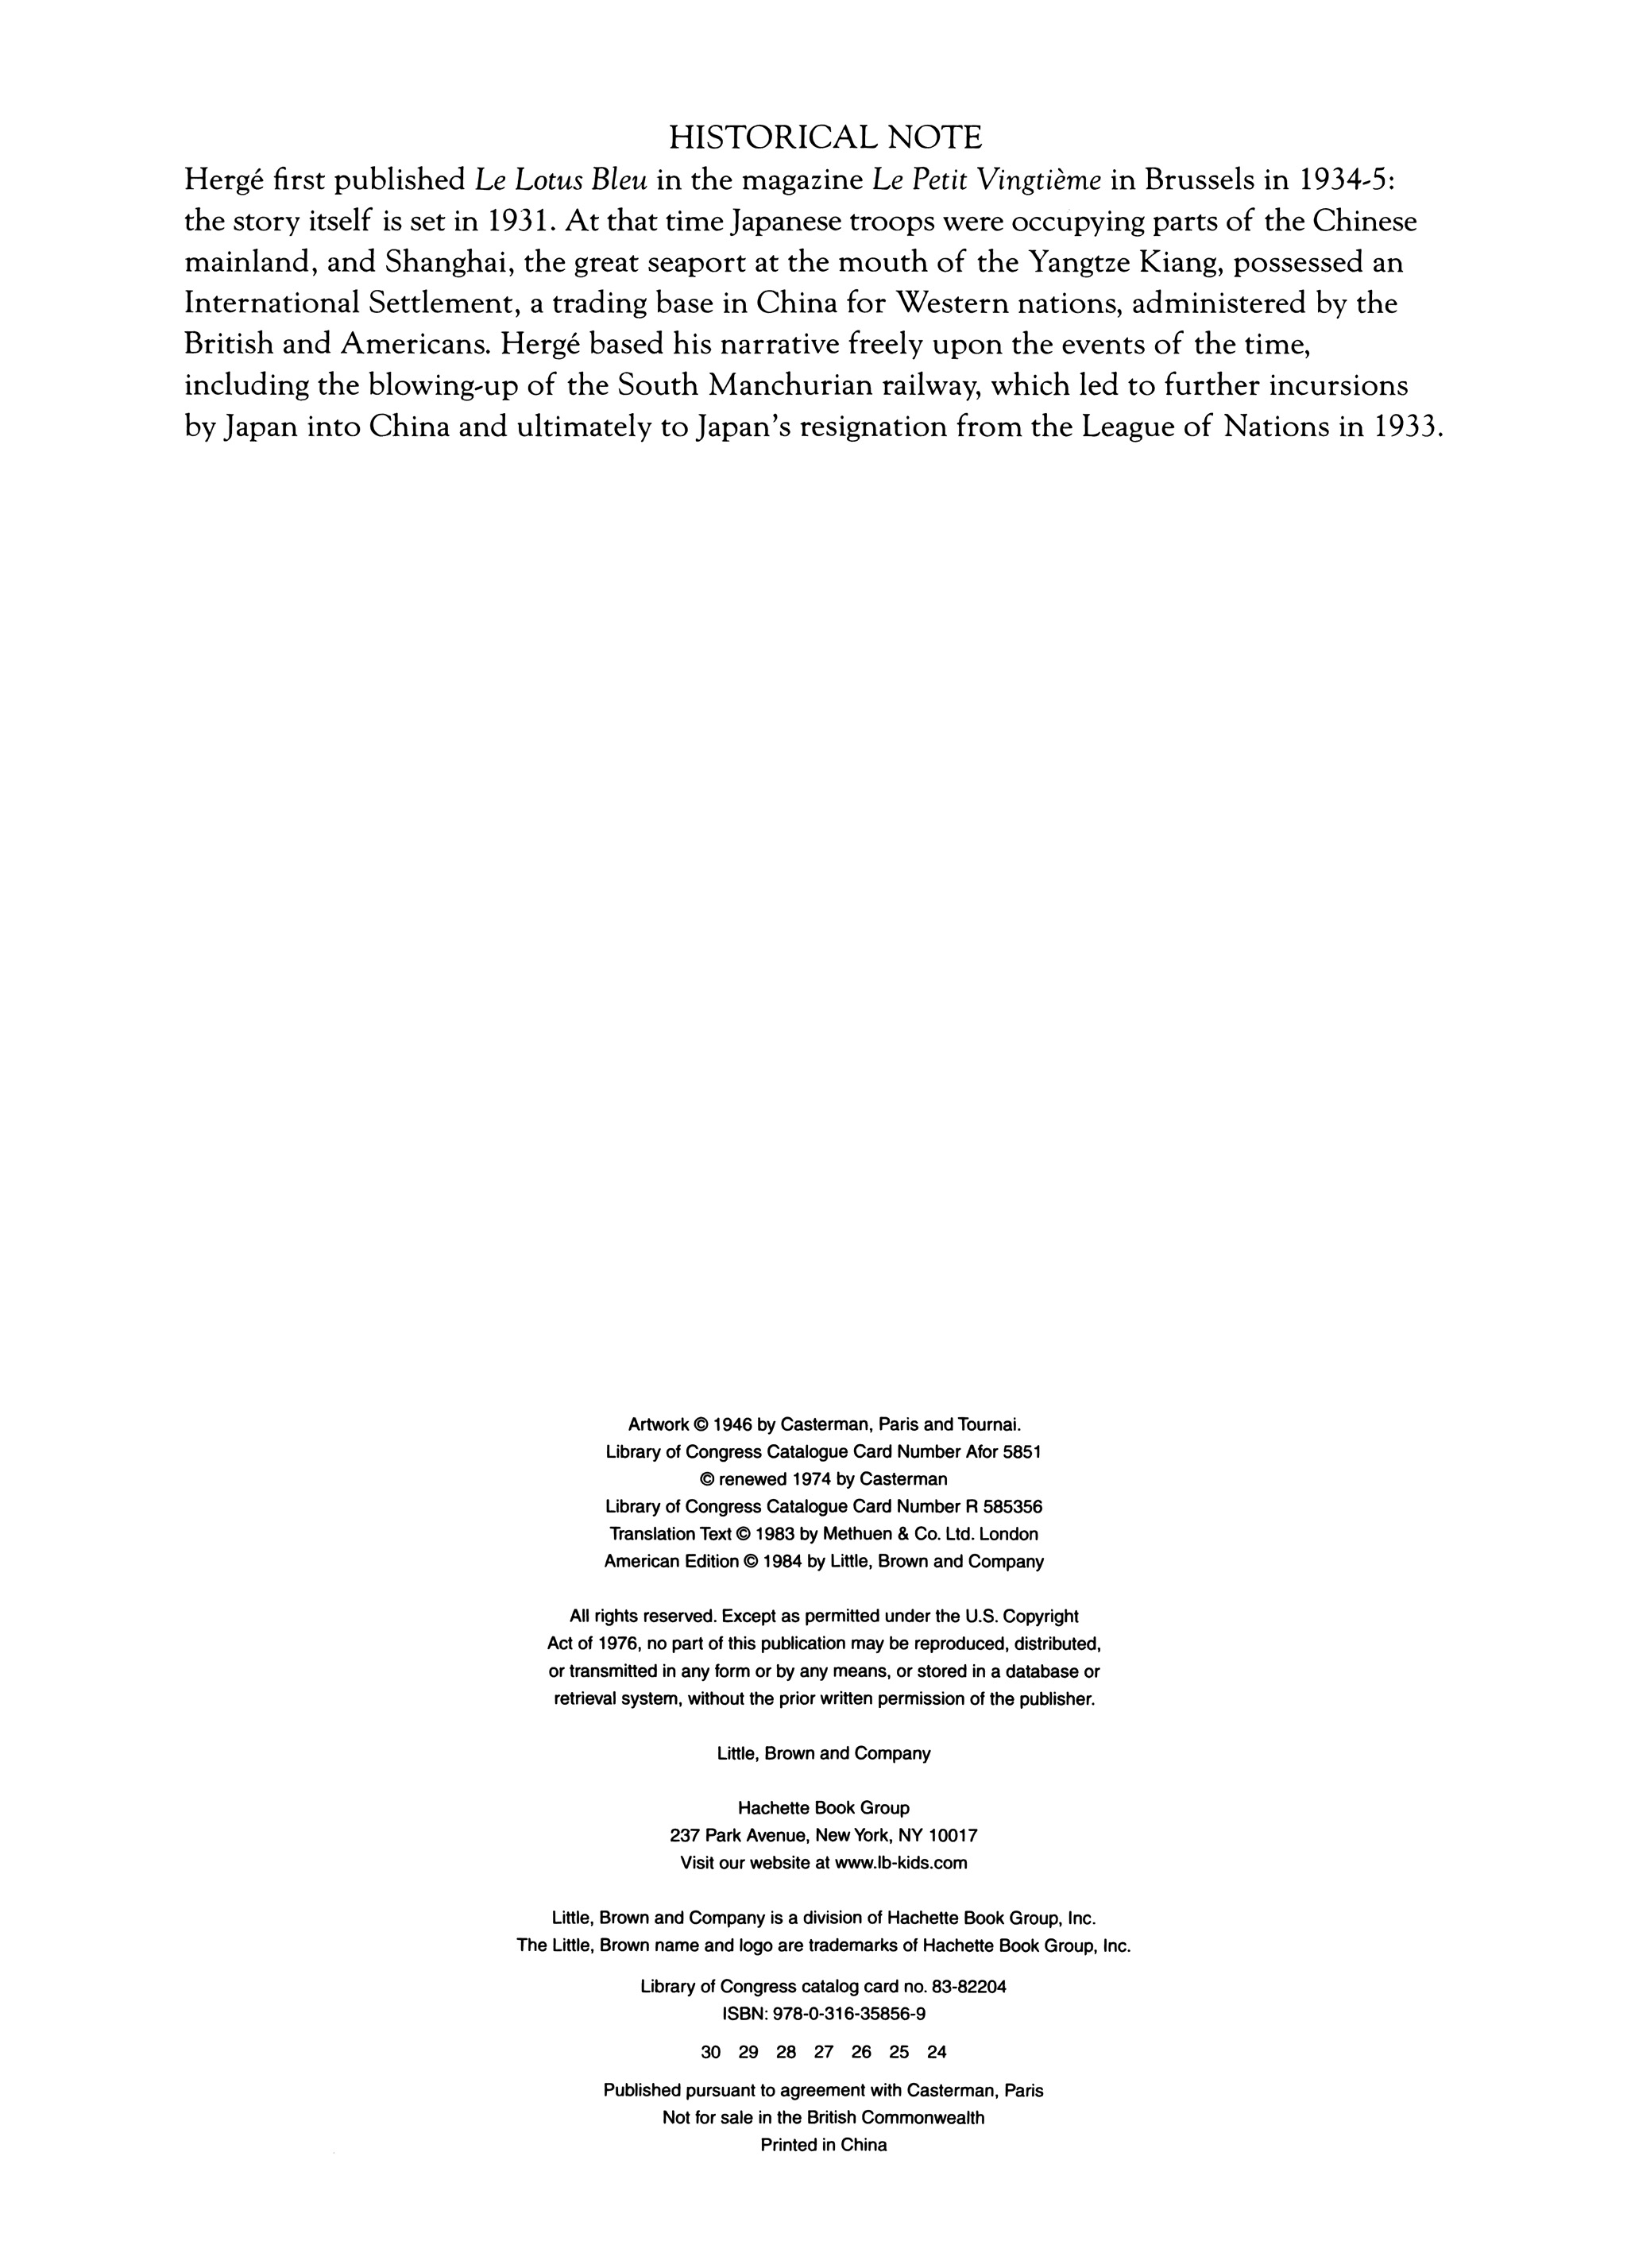 HISTORICAL NOTE
Hergé first published Le Lotus Bleu in the magazine Le Petit Vingtième in Brussels in 1934-5:
the story itself is set in 1931. At that time Japanese troops were occupying parts of the Chinese
mainland, and Shanghai, the great seaport at the mouth of the Yangtze Kiang, possessed an
International Settlement, a trading base in China for Western nations, administered by the
British and Americans. Hergé based his narrative freely upon the events of the time,
including the blowing-up of the South Manchurian railway, which led to further incursions
by Japan into China and ultimately to Japan's resignation from the League of Nations in 1933.
Artwork © 1946 by Casterman, Paris and Tournai.
Library of Congress Catalogue Card Number Afor 5851
© renewed 1974 by Casterman
Library of Congress Catalogue Card Number R 585356
Translation Text © 1983 by Methuen & Co. Ltd. London
American Edition © 1984 by Little, Brown and Company
All rights reserved. Except as permitted under the U.S. Copyright
Act of 1976, no part of this publication may be reproduced, distributed,
or transmitted in any form or by any means, or stored in a database or
retrieval system, without the prior written permission of the publisher.
Little, Brown and Company
Hachette Book Group
237 Park Avenue, New York, NY 10017
Visit our website at www.lb-kids.com
Little, Brown and Company is a division of Hachette Book Group, Inc.
The Little, Brown name and logo are trademarks of Hachette Book Group, Inc.
Library of Congress catalog card no. 83-82204
ISBN: 978-0-316-35856-9
30 29 28 27 26 25 24
Published pursuant to agreement with Casterman, Paris
Not for sale in the British Commonwealth
Printed in China